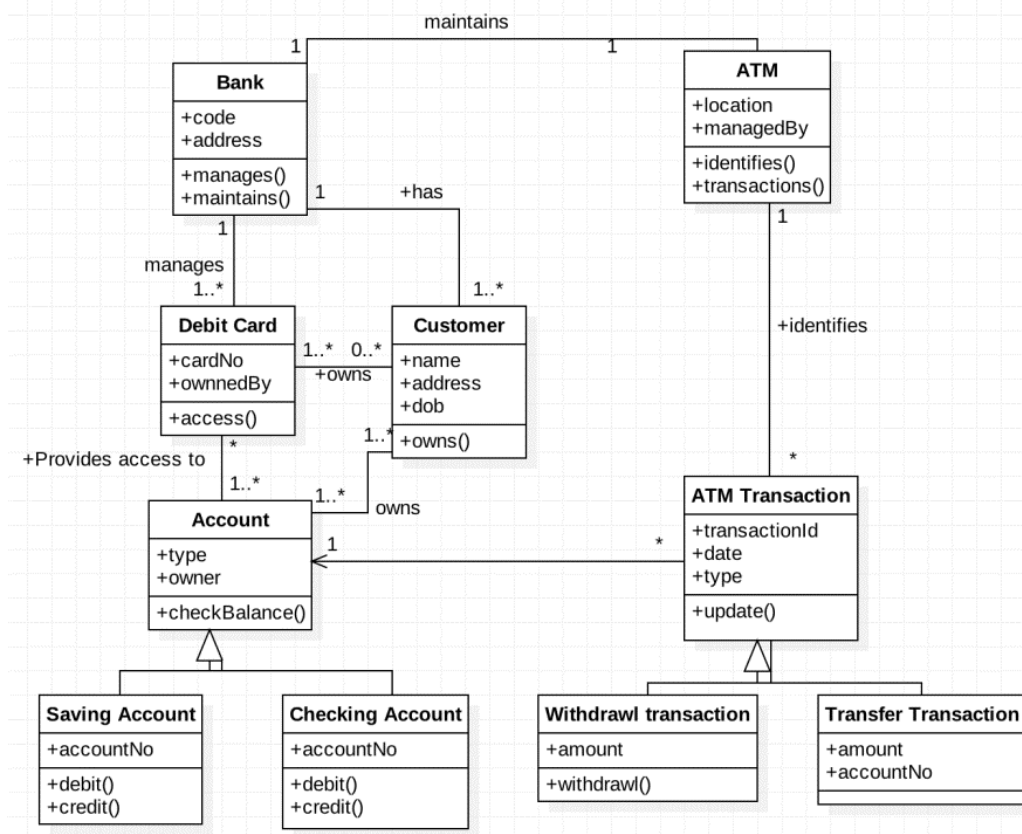 maintains
1
1
Bank
+code
+address
+manages()
+maintains()
ATM
+location
+managedBy
+identifies()
+transactions()
1
+has
1
1
manages
1..*
1..*
Debit Card
+cardNo
+ownnedBy
+access()
1..*
0..*
+owns
Customer
+name
+address
+dob
+owns()
+identifies
*
+Provides access to
1..*
1..*
1..*
owns
*
Account
+type
+owner
+checkBalance()
1
*
ATM Transaction
+transactionId
+date
+type
+update()
Saving Account
+accountNo
+debit()
+credit()
Checking Account
+accountNo
+debit()
+credit()
Withdrawl transaction
+amount
+withdrawl()
Transfer Transaction
+amount
+accountNo